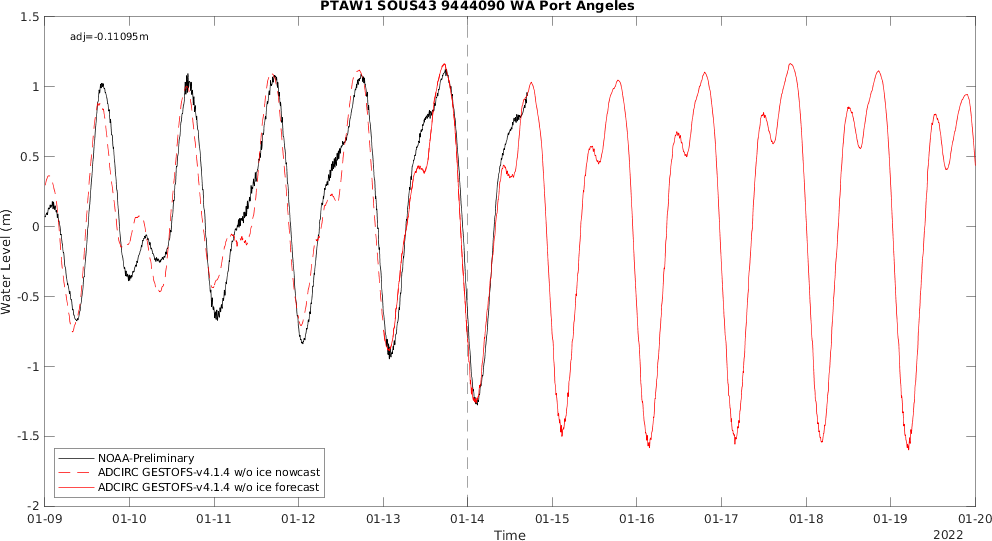 PTAW1 SOUS43 9444090 WA Port Angeles
adj=-0.11095m
1.5
1
0.5
0
-0.5
-1
-1.5
-2
Water Level (m)
NOAA-Preliminary
ADCIRC GESTOFS-v4.1.4 w/o ice nowcast
ADCIRC GESTOFS-v4.1.4 w/o ice forecast
01-09 01-10 01-11 01-12 01-13 01-14 01-15 01-16 01-17 01-18 01-19 01-20
Time
2022